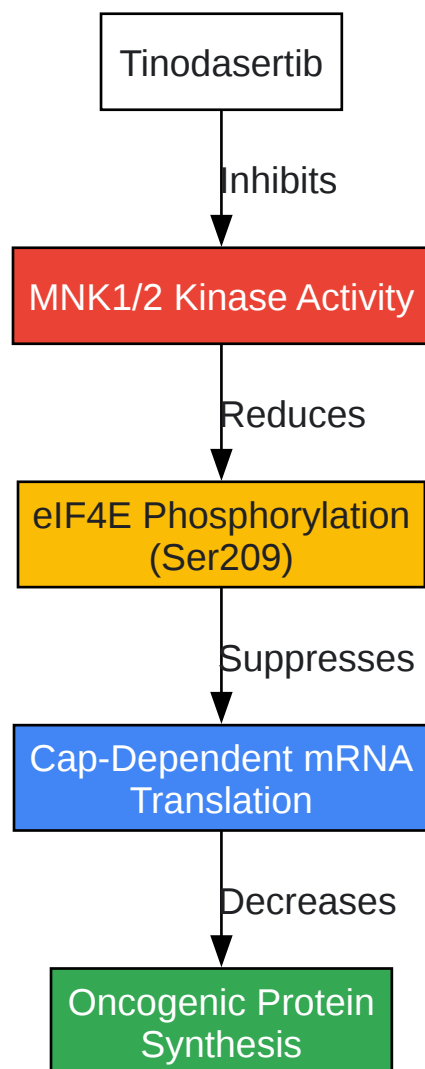 Tinodasertib
Inhibits
MNK1/2 Kinase Activity
Reduces
eIF4E Phosphorylation
(Ser209)
Suppresses
Cap-Dependent mRNA
Translation
Decreases
Oncogenic Protein
Synthesis